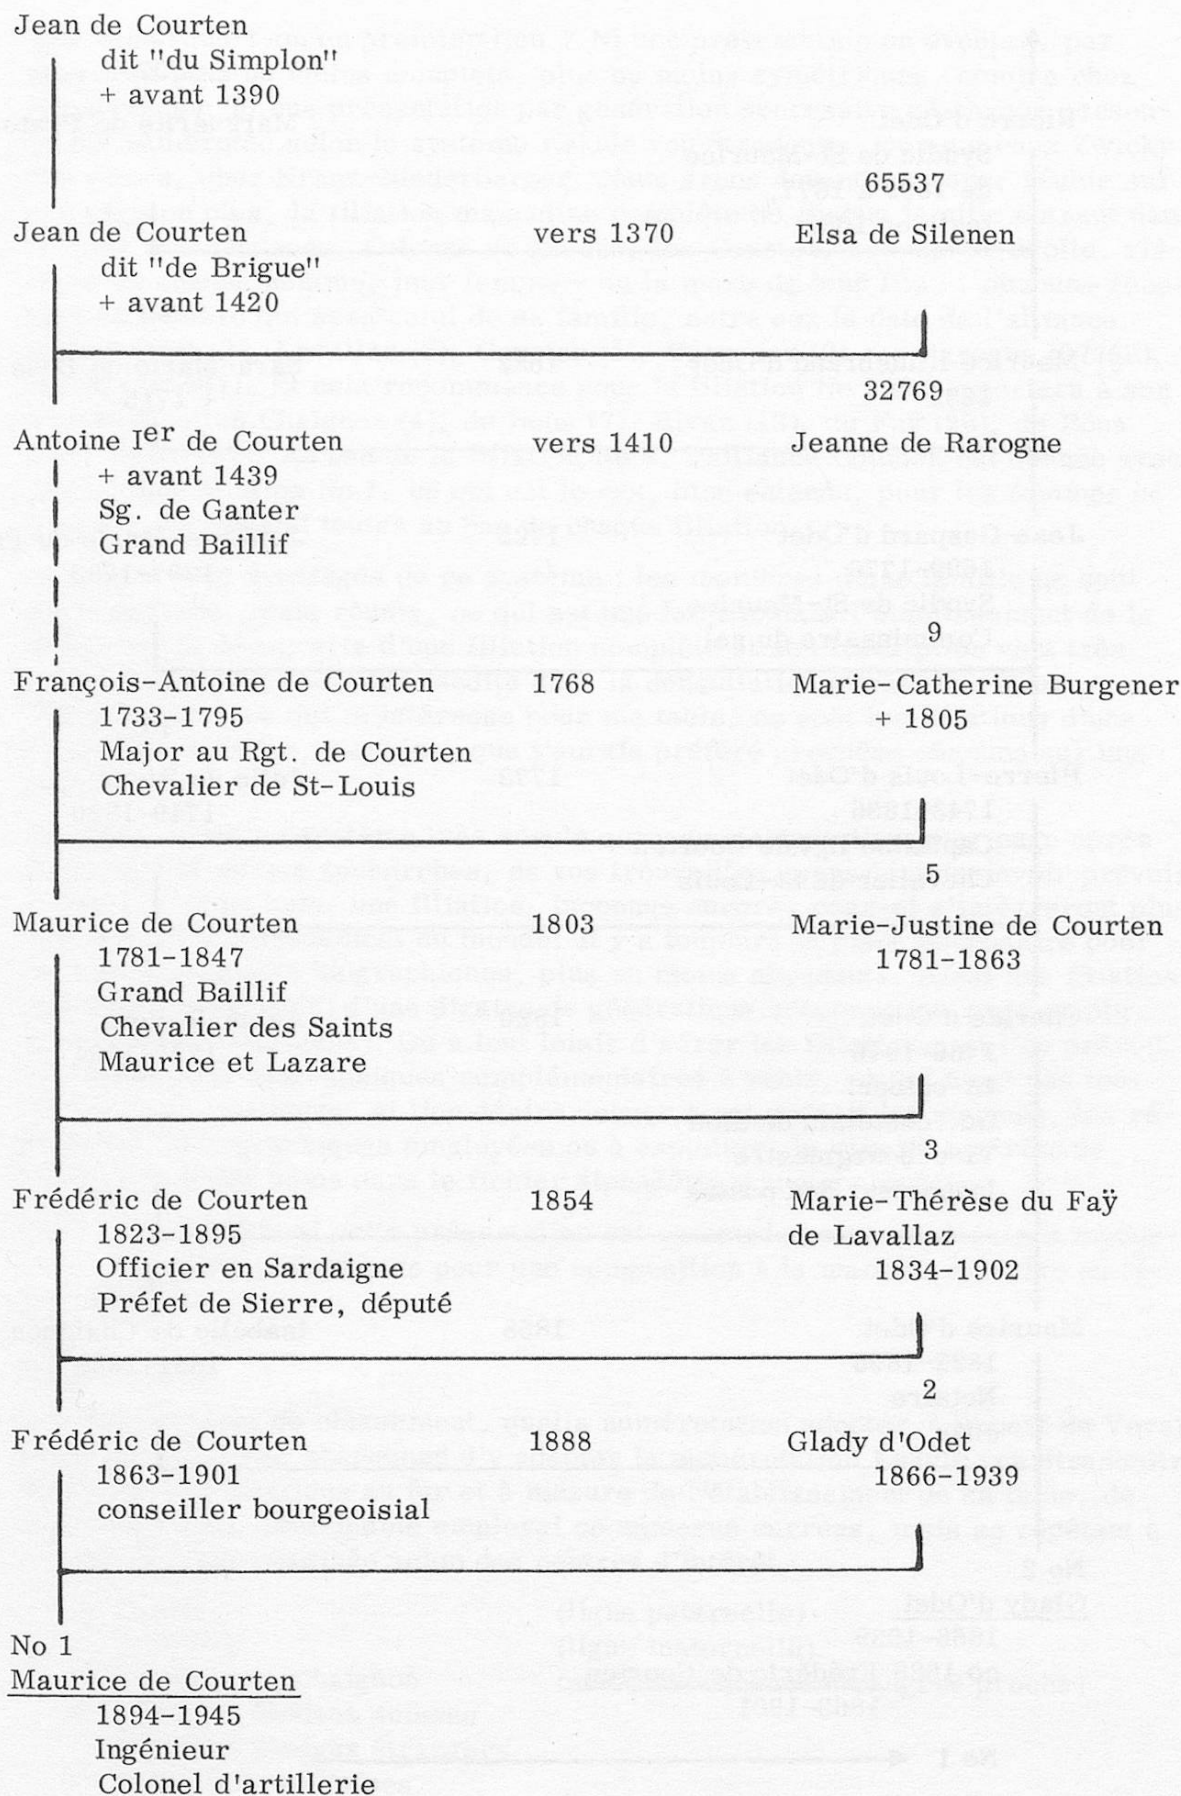 Jean de Courten
dit "du Simplon"
+ avant 1390
65537
Jean de Courten vers 1370 Elsa de Silenen
dit "de Brigue"
+ avant 1420
32769
Antoine Ier de Courten vers 1410 Jeanne de Rarogne
+ avant 1439
Sg. de Ganter
Grand Baillif
9
François-Antoine de Courten 1768 Marie-Catherine Burgener
1733-1795 + 1805
Major au Rgt. de Courten
Chevalier de St-Louis
5
Maurice de Courten 1803 Marie-Justine de Courten
1781-1847 1781-1863
Grand Baillif
Chevalier des Saints
Maurice et Lazare
3
Frédéric de Courten 1854 Marie-Thérèse du Faÿ
1823-1895 de Lavallaz
Officier en Sardaigne 1834-1902
Préfet de Sierre, député
2
Frédéric de Courten 1888 Glady d'Odet
1863-1901 1866-1939
conseiller bourgeoisial
No 1
Maurice de Courten
1894-1945
Ingénieur
Colonel d'artillerie